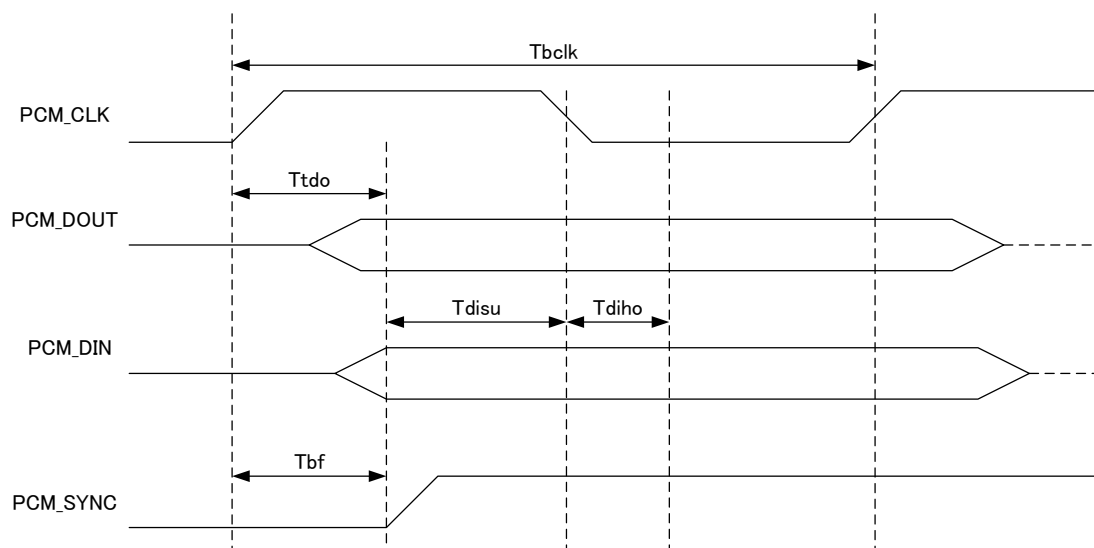 Tbclk
PCM_CLK
Ttdo
PCM_DOUT
Tdisu
Tdiho
PCM_DIN
Tbf
PCM_SYNC